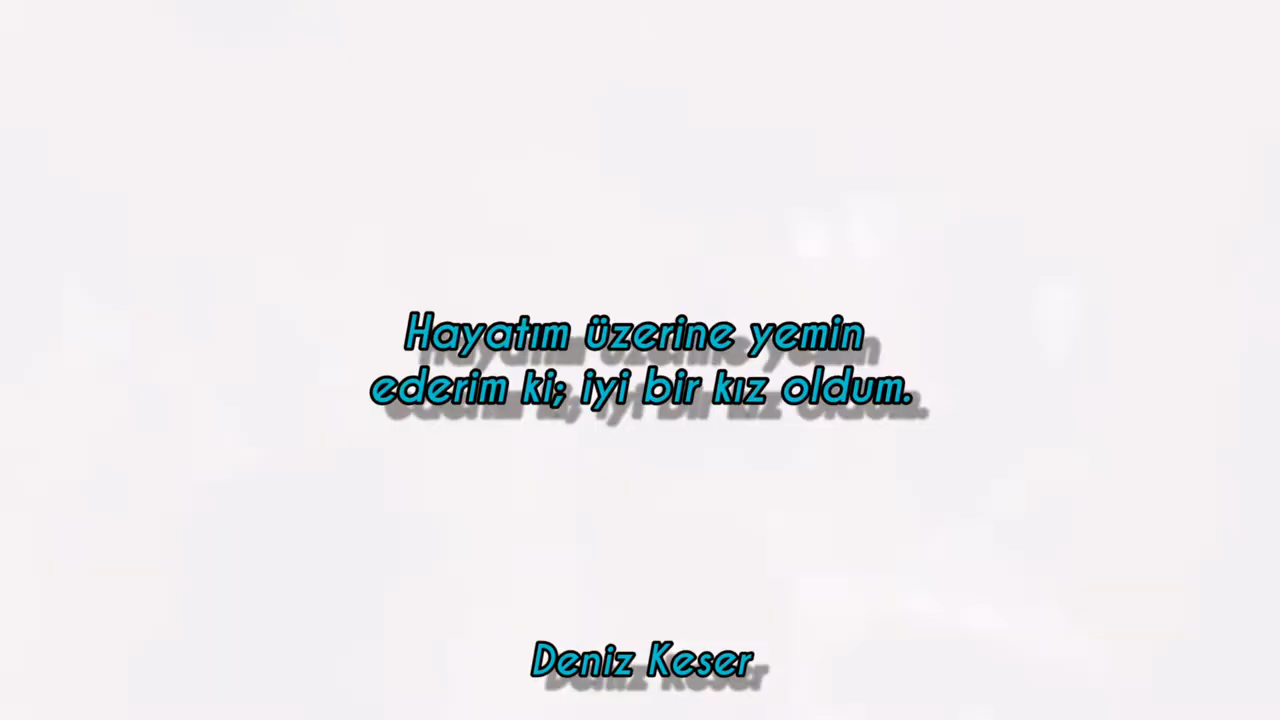 Hayatım üzerine yemin
ederim ki; iyi bir kız oldum.
Deniz Keser